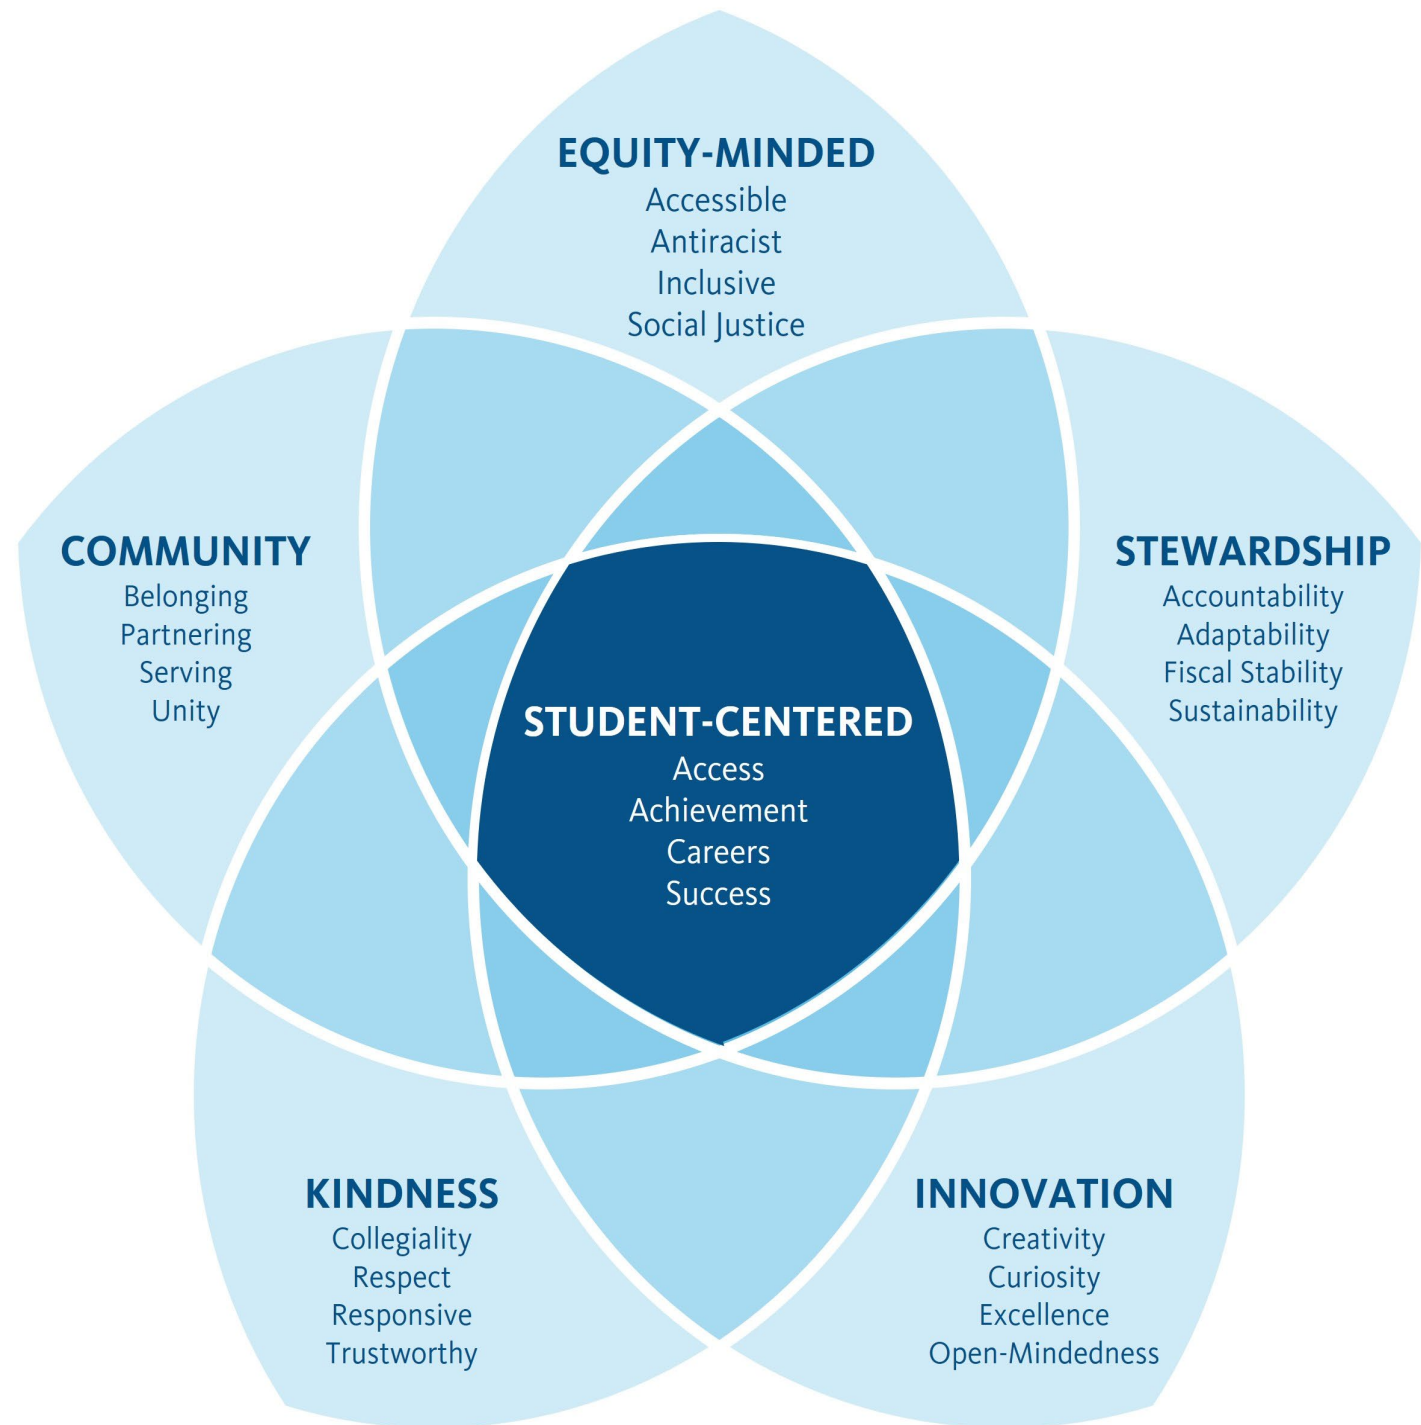 EQUITY-MINDED
Accessible
Antiracist
Inclusive
Social Justice
COMMUNITY
Belonging
Partnering
Serving
Unity
STEWARDSHIP
Accountability
Adaptability
Fiscal Stability
Sustainability
STUDENT-CENTERED
Access
Achievement
Careers
Success
KINDNESS
Collegiality
Respect
Responsive
Trustworthy
INNOVATION
Creativity
Curiosity
Excellence
Open-Mindedness